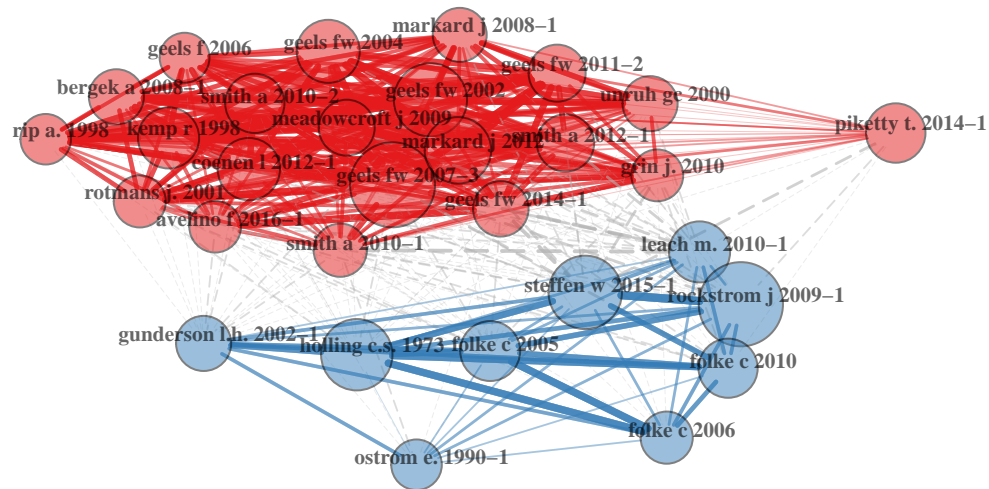 markard j 2008−1
geels f 2006
geels fw 2004
geels fw 2011−2
bergek a 2008−1
smith a 2010−2
geels fw 2002
unruh gc 2000
rip a. 1998
kemp r 1998
meadowcroft j 2009
markard j 2012
smith a 2012−1
piketty t. 2014−1
coenen l 2012−1
geels fw 2007−3
grin j. 2010
rotmans j. 2001
avelino f 2016−1
geels fw 2014−1
smith a 2010−1
leach m. 2010−1
steffen w 2015−1
rockstrom j 2009−1
gunderson l.h. 2002−1
holling c.s. 1973
folke c 2005
folke c 2010
folke c 2006
ostrom e. 1990−1